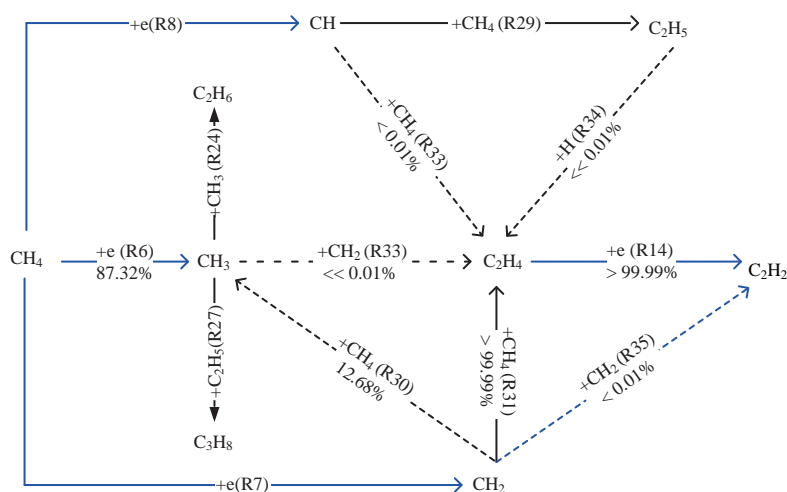 +e(R8)
CH
+CH₄ (R29)
C₂H₅
C₂H₆
+CH₃ (R24)
+CH₄ (R33)
< 0.01%
+H (R34)
<< 0.01%
CH₄
+e (R6)
87.32%
CH₃
+CH₂ (R33)
<< 0.01%
C₂H₄
+e (R14)
> 99.99%
C₂H₂
+C₂H₅(R27)
+CH₄ (R30)
12.68%
+CH₄ (R31)
> 99.99%
+CH₂ (R35)
< 0.01%
C₃H₈
+e(R7)
CH₂